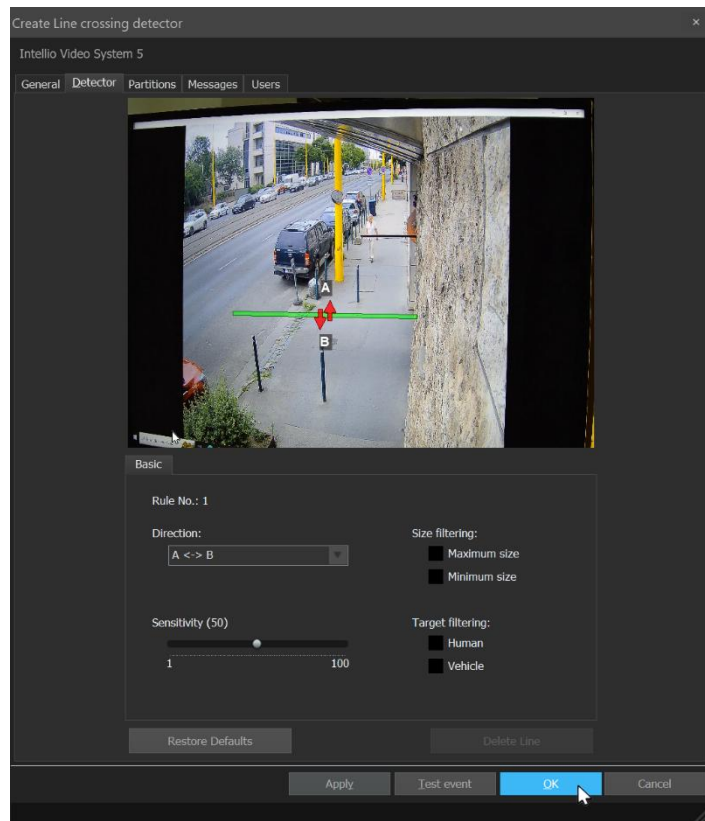 Create Line crossing detector
Intellio Video System 5
General Detector Partitions Messages Users
A
B
Basic
Rule No.: 1
Direction:
A <-> B
Size filtering:
Maximum size
Minimum size
Sensitivity (50)
1 100
Target filtering:
Human
Vehicle
Restore Defaults Delete Line
Apply Test event OK Cancel